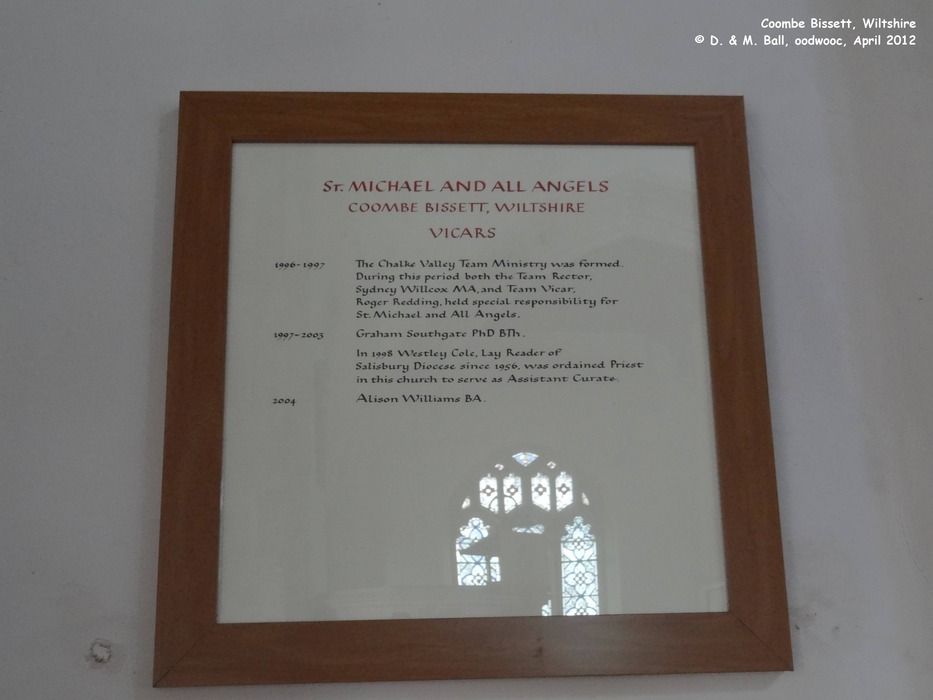 Coombe Bissett, Wiltshire
© D. & M. Ball, oodwooc, April 2012
St. MICHAEL AND ALL ANGELS
COOMBE BISSETT, WILTSHIRE
VICARS
1996-1997 The Chalke Valley Team Ministry was formed.
During this period both the Team Rector,
Sydney Willcox MA, and Team Vicar,
Roger Redding, held special responsibility for
St. Michael and All Angels.
1997-2003 Graham Southgate PhD BTh.
In 1998 Westley Cole, Lay Reader of
Salisbury Diocese since 1956, was ordained Priest
in this church to serve as Assistant Curate.
2004 Alison Williams BA.